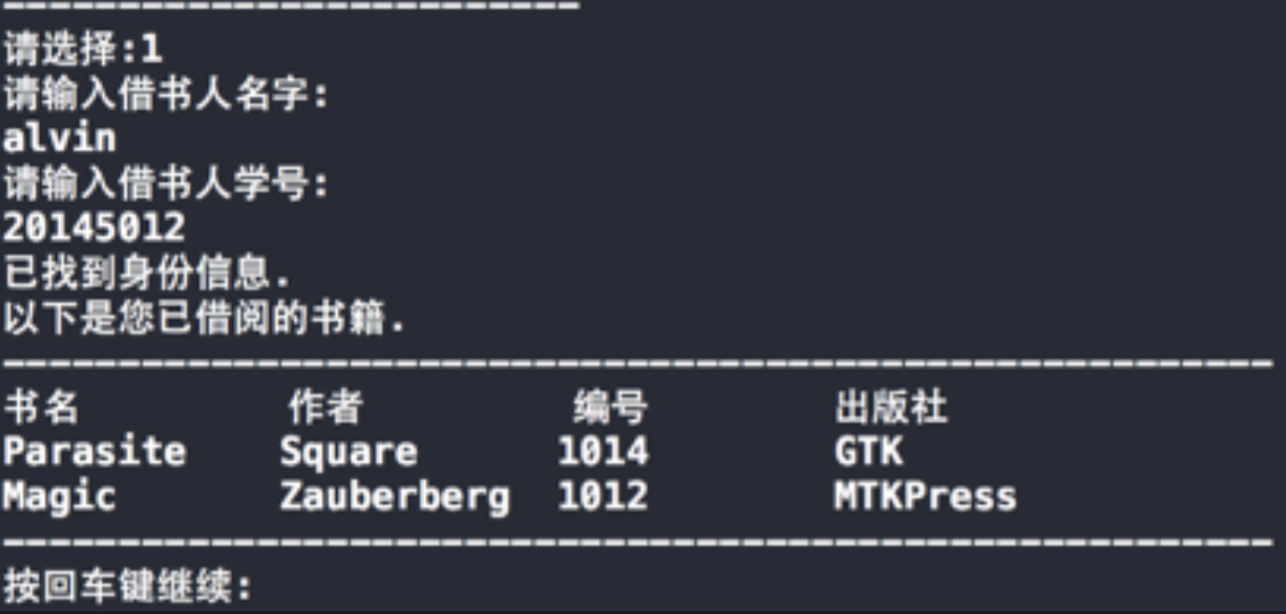 --------------------------
请选择:1
请输入借书人名字:
alvin
请输入借书人学号:
20145012
已找到身份信息.
以下是您已借阅的书籍.
-------------------------------------------------------
书名 作者 编号 出版社
Parasite Square 1014 GTK
Magic Zauberberg 1012 MTKPress
-------------------------------------------------------
按回车键继续: